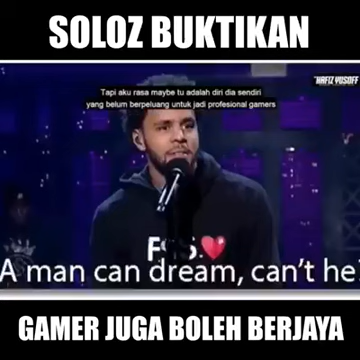 SOLOZ BUKTIKAN
HAFIZ YUSOFF
Tapi aku rasa maybe tu adalah diri dia sendiri
yang belum berpeluang untuk jadi profesional gamers
A man can dream, can't he?
GAMER JUGA BOLEH BERJAYA